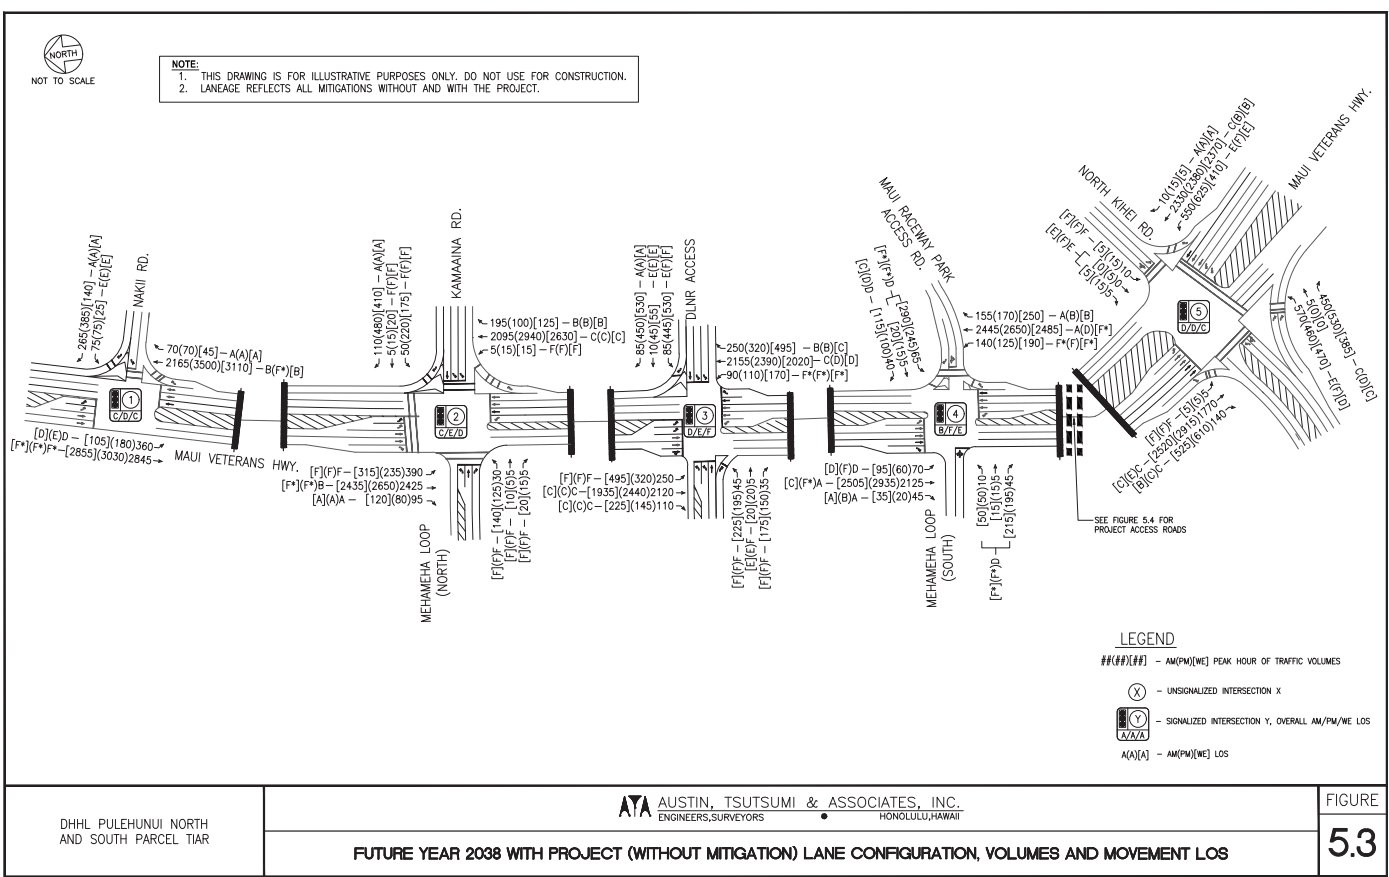 NORTH
NOT TO SCALE
NOTE:
1. THIS DRAWING IS FOR ILLUSTRATIVE PURPOSES ONLY. DO NOT USE FOR CONSTRUCTION.
2. LANEAGE REFLECTS ALL MITIGATIONS WITHOUT AND WITH THE PROJECT.
265(385)[140] – A(A)[A]
75(75)[25] – E(E)[E]
NAKII RD.
70(70)[45] – A(A)[A]
2165(3500)[3110] – B(F*)[B]
1
C/D/C
[D](E)D – [105](180)360
[F*](F*)F* – [2855](3030)2845
MAUI VETERANS HWY.
110(480)[410] – A(A)[A]
5(15)[20] – F(F)[F]
50(220)[175] – F(F)[F]
KAMAAINA RD.
195(100)[125] – B(B)[B]
2095(2940)[2630] – C(C)[C]
5(15)[15] – F(F)[F]
2
C/E/D
[F](F)F – [315](235)390
[F*](F*)B – [2435](2650)2425
[A](A)A – [120](80)95
MEHAMEHA LOOP
(NORTH)
[F](F)F – [140](125)30
[F](F)F – [10](5)5
[F](F)F – [20](15)5
85(450)[530] – A(A)[A]
10(45)[55] – E(E)[E]
85(445)[530] – E(F)[F]
DLNR ACCESS
250(320)[495] – B(B)[C]
2155(2390)[2020] – C(D)[D]
90(110)[170] – F*(F*)[F*]
3
D/E/F
[F](F)F – [495](320)250
[C](C)C – [1935](2440)2120
[C](C)C – [225](145)110
[F](F)F – [225](195)45
[E](E)F – [20](20)5
[F](F)F – [175](150)35
MAUI RACEWAY PARK
ACCESS RD.
[F*](F*)D – [290](245)65
[20](15)5
[C](D)D – [115](100)40
155(170)[250] – A(B)[B]
2445(2650)[2485] – A(D)[F*]
140(125)[190] – F*(F)[F*]
4
B/F/E
[D](F)D – [95](60)70
[C](F*)A – [2505](2935)2125
[A](B)A – [35](20)45
MEHAMEHA LOOP
(SOUTH)
[F*](F*)D –
[50](50)10
[15](15)5
[215](195)45
SEE FIGURE 5.4 FOR
PROJECT ACCESS ROADS
NORTH KIHEI RD.
[F](F)F – [5](15)10
[E](F)E – [0](5)0
[5](15)5
10(15)[5] – A(A)[A]
2330(2380)[2370] – C(B)[B]
550(625)[410] – E(F)[E]
MAUI VETERANS HWY.
5
D/D/C
450(530)[385] – C(D)[C]
5(0)[0]
570(460)[470] – E(F)[D]
[F](F)F – [5](5)5
[C](E)C – [2520](2915)1770
[B](C)C – [525](610)140
LEGEND
##(##)[##] – AM(PM)[WE] PEAK HOUR OF TRAFFIC VOLUMES
X – UNSIGNALIZED INTERSECTION X
Y – SIGNALIZED INTERSECTION Y, OVERALL AM/PM/WE LOS
A/A/A
A(A)[A] – AM(PM)[WE] LOS
DHHL PULEHUNUI NORTH
AND SOUTH PARCEL TIAR
ATA AUSTIN, TSUTSUMI & ASSOCIATES, INC.
ENGINEERS,SURVEYORS ● HONOLULU,HAWAII
FUTURE YEAR 2038 WITH PROJECT (WITHOUT MITIGATION) LANE CONFIGURATION, VOLUMES AND MOVEMENT LOS
FIGURE
5.3